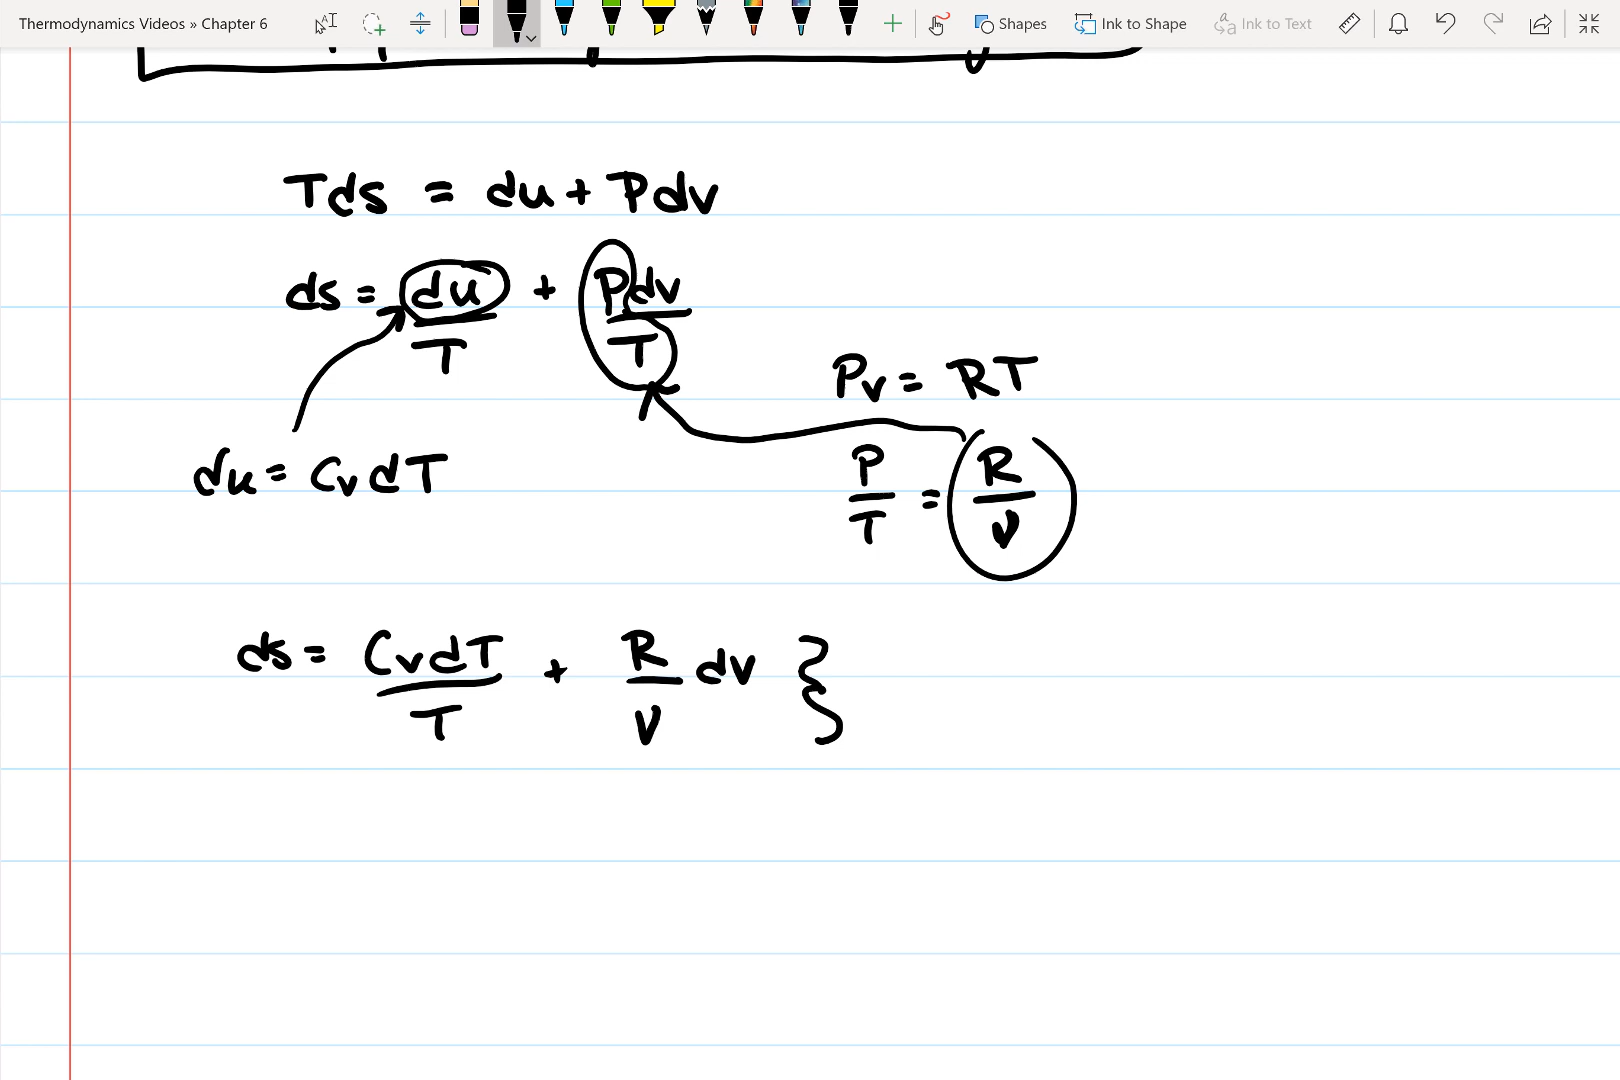 Thermodynamics Videos » Chapter 6
Shapes
Ink to Shape
Ink to Text
Tds = du + Pdv
ds = du/T + Pdv/T
Pv = RT
du = CvdT
P/T = R/v
ds = CvdT/T + R/v dv }